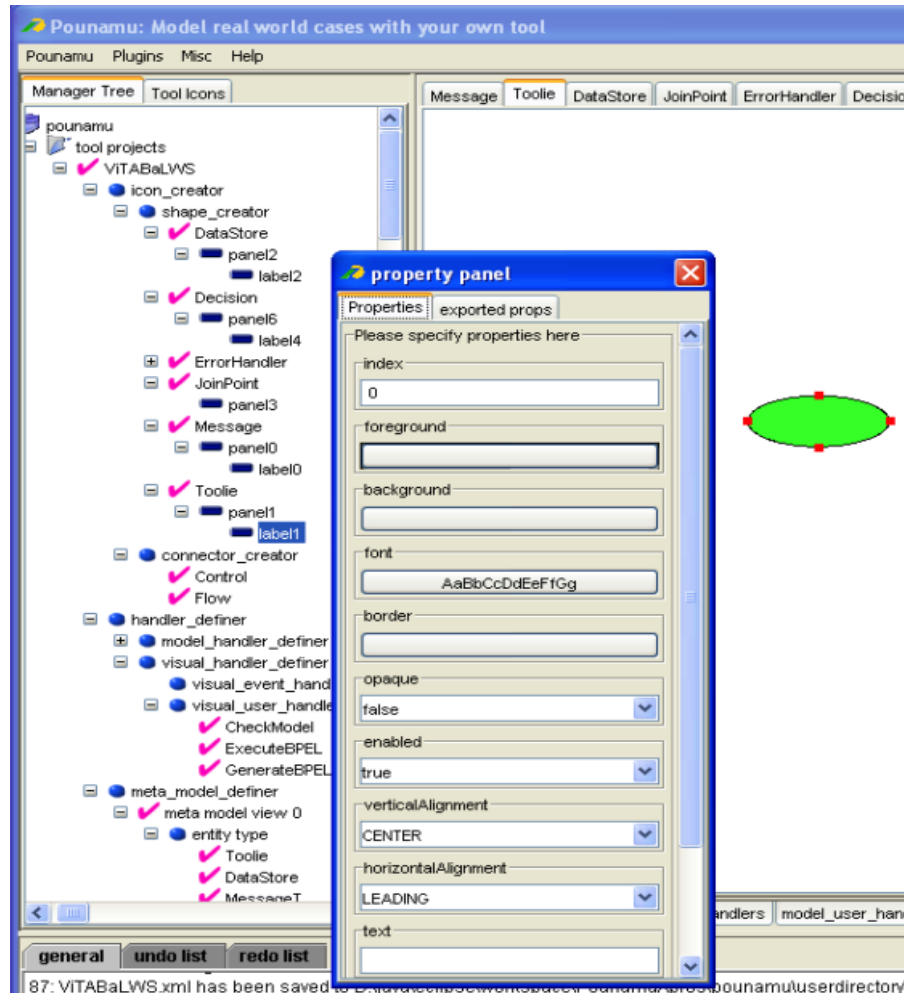 Pounamu: Model real world cases with your own tool
Pounamu Plugins Misc Help
Manager Tree Tool Icons
Message Toolie DataStore JoinPoint ErrorHandler Decisio
pounamu
tool projects
ViTABaLWS
icon_creator
shape_creator
DataStore
panel2
label2
Decision
panel6
label4
ErrorHandler
JoinPoint
panel3
Message
panel0
label0
Toolie
panel1
label1
connector_creator
Control
Flow
handler_definer
model_handler_definer
visual_handler_definer
visual_event_hand
visual_user_handle
CheckModel
ExecuteBPEL
GenerateBPEL
meta_model_definer
meta model view 0
entity type
Toolie
DataStore
MessageT
property panel
Properties exported props
Please specify properties here
index
0
foreground
background
font
AaBbCcDdEeFfGg
border
opaque
false
enabled
true
verticalAlignment
CENTER
horizontalAlignment
LEADING
text
andlers model_user_han
general undo list redo list
87: ViTABaLWS.xml has been saved to D:\java\eclipse\workspace\Pounamu\bros\pounamu\userdirectory